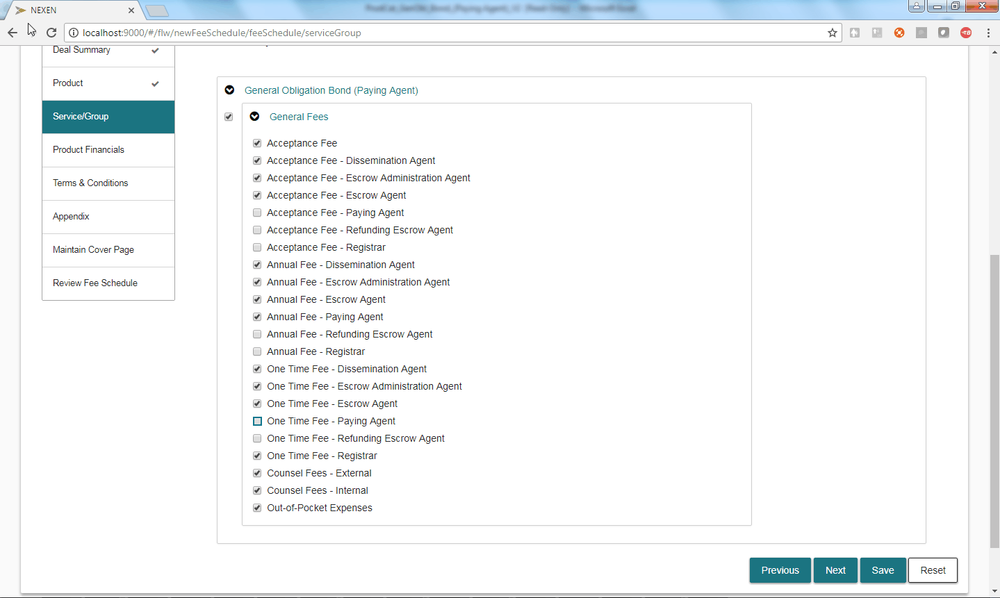 NEXEN
localhost:9000/#/flw/newFeeSchedule/feeSchedule/serviceGroup
Deal Summary
Product
Service/Group
Product Financials
Terms & Conditions
Appendix
Maintain Cover Page
Review Fee Schedule
General Obligation Bond (Paying Agent)
General Fees
Acceptance Fee
Acceptance Fee - Dissemination Agent
Acceptance Fee - Escrow Administration Agent
Acceptance Fee - Escrow Agent
Acceptance Fee - Paying Agent
Acceptance Fee - Refunding Escrow Agent
Acceptance Fee - Registrar
Annual Fee - Dissemination Agent
Annual Fee - Escrow Administration Agent
Annual Fee - Escrow Agent
Annual Fee - Paying Agent
Annual Fee - Refunding Escrow Agent
Annual Fee - Registrar
One Time Fee - Dissemination Agent
One Time Fee - Escrow Administration Agent
One Time Fee - Escrow Agent
One Time Fee - Paying Agent
One Time Fee - Refunding Escrow Agent
One Time Fee - Registrar
Counsel Fees - External
Counsel Fees - Internal
Out-of-Pocket Expenses
Previous Next Save Reset